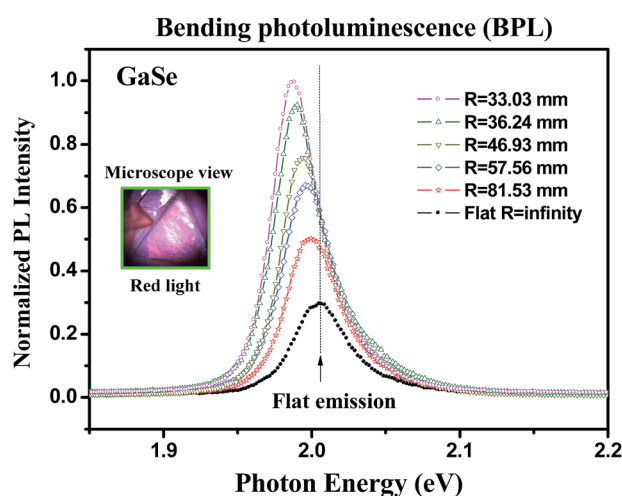 Bending photoluminescence (BPL)
GaSe
R=33.03 mm
R=36.24 mm
R=46.93 mm
R=57.56 mm
R=81.53 mm
Flat R=infinity
Microscope view
Red light
Flat emission
Normalized PL Intensity
1.0
0.8
0.6
0.4
0.2
0.0
1.9
2.0
2.1
2.2
Photon Energy (eV)